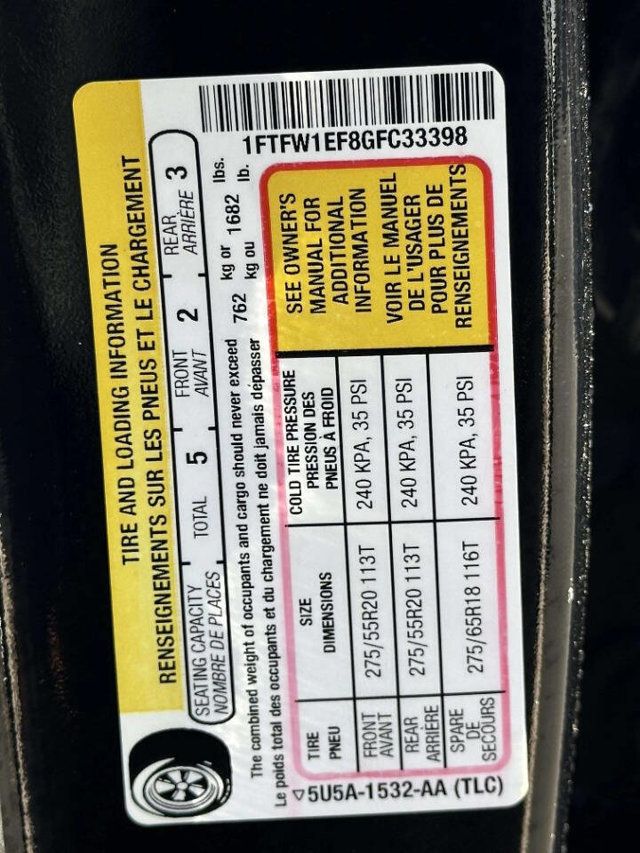 1FTFW1EF8GFC33398
TIRE AND LOADING INFORMATION
RENSEIGNEMENTS SUR LES PNEUS ET LE CHARGEMENT
SEATING CAPACITY
NOMBRE DE PLACES
TOTAL 5
FRONT
AVANT
2
REAR
ARRIÈRE
3
The combined weight of occupants and cargo should never exceed 762 kg or 1682 lbs.
Le poids total des occupants et du chargement ne doit jamais dépasser kg ou lb.
TIRE
PNEU
SIZE
DIMENSIONS
COLD TIRE PRESSURE
PRESSION DES
PNEUS À FROID
FRONT
AVANT
275/55R20 113T
240 KPA, 35 PSI
REAR
ARRIÈRE
275/55R20 113T
240 KPA, 35 PSI
SPARE
DE
SECOURS
275/65R18 116T
240 KPA, 35 PSI
SEE OWNER'S
MANUAL FOR
ADDITIONAL
INFORMATION
VOIR LE MANUEL
DE L'USAGER
POUR PLUS DE
RENSEIGNEMENTS
▽5U5A-1532-AA (TLC)